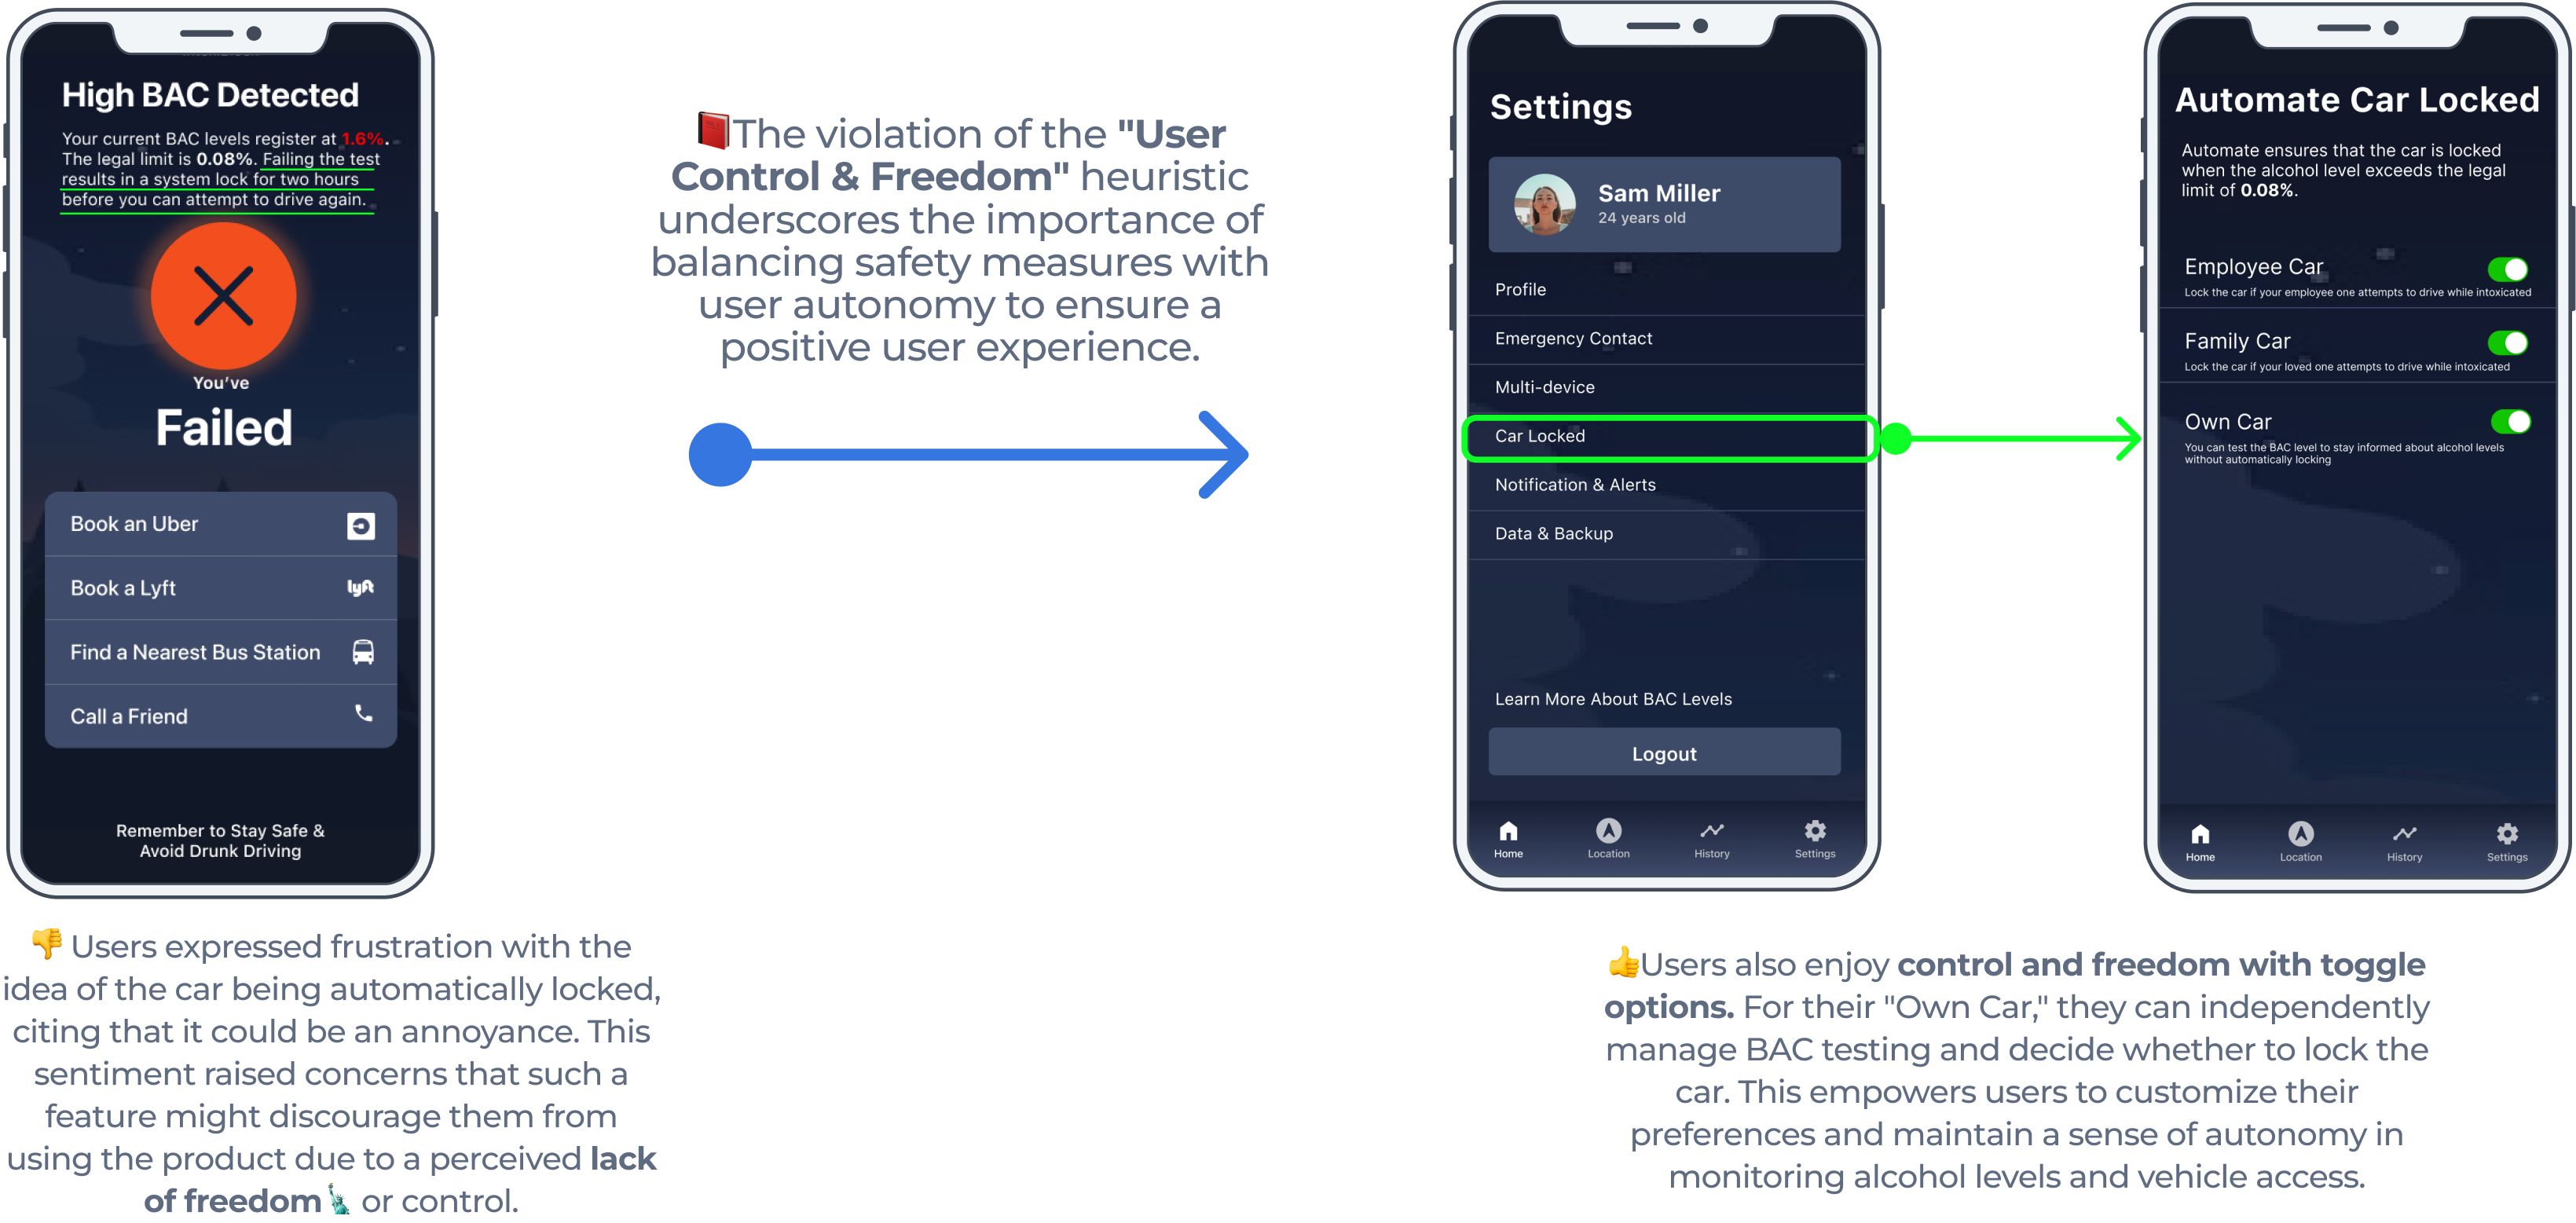 High BAC Detected
Your current BAC levels register at 1.6%.
The legal limit is 0.08%. Failing the test
results in a system lock for two hours
before you can attempt to drive again.
You've
Failed
Book an Uber
Book a Lyft
lyft
Find a Nearest Bus Station
Call a Friend
Remember to Stay Safe &
Avoid Drunk Driving
👎 Users expressed frustration with the
idea of the car being automatically locked,
citing that it could be an annoyance. This
sentiment raised concerns that such a
feature might discourage them from
using the product due to a perceived lack
of freedom🗽 or control.
📕The violation of the "User
Control & Freedom" heuristic
underscores the importance of
balancing safety measures with
user autonomy to ensure a
positive user experience.
Settings
Sam Miller
24 years old
Profile
Emergency Contact
Multi-device
Car Locked
Notification & Alerts
Data & Backup
Learn More About BAC Levels
Logout
Home
Location
History
Settings
Automate Car Locked
Automate ensures that the car is locked
when the alcohol level exceeds the legal
limit of 0.08%.
Employee Car
Lock the car if your employee one attempts to drive while intoxicated
Family Car
Lock the car if your loved one attempts to drive while intoxicated
Own Car
You can test the BAC level to stay informed about alcohol levels
without automatically locking
Home
Location
History
Settings
👍Users also enjoy control and freedom with toggle
options. For their "Own Car," they can independently
manage BAC testing and decide whether to lock the
car. This empowers users to customize their
preferences and maintain a sense of autonomy in
monitoring alcohol levels and vehicle access.